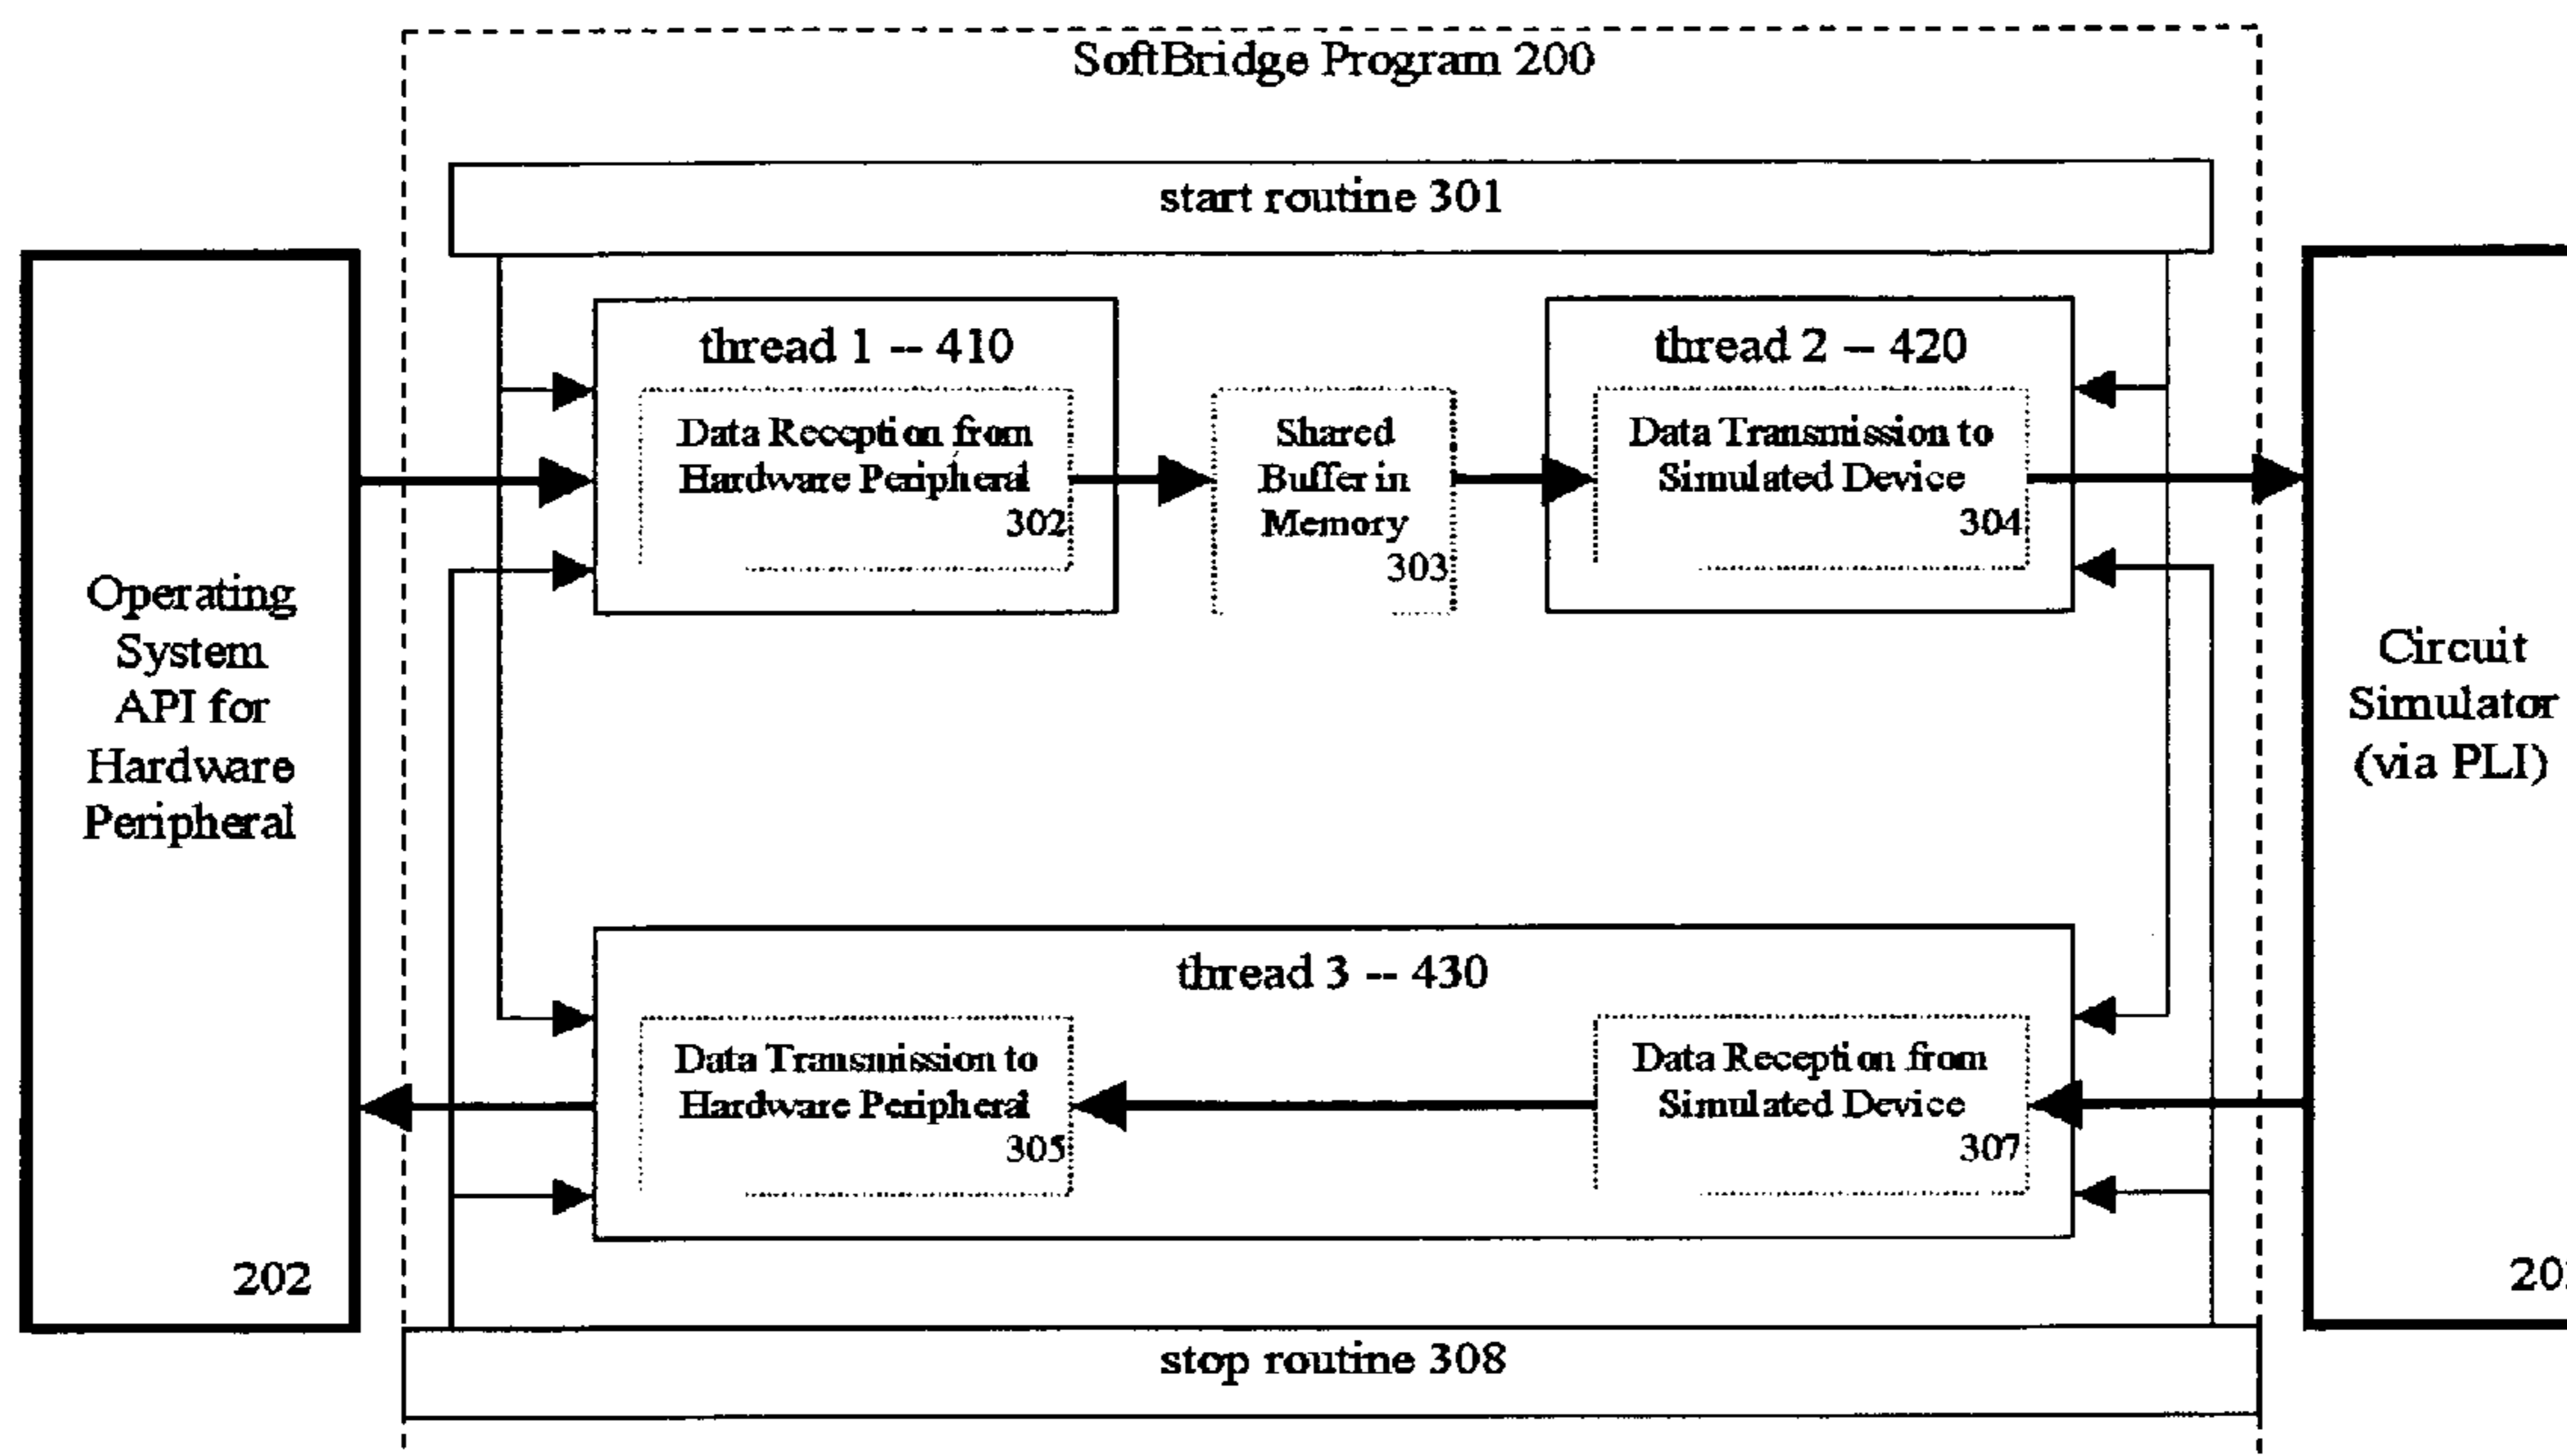 SoftBridge Program 200
start routine 301
thread 1 -- 410
Data Reception from
Hardware Peripheral
302
Shared
Buffer in
Memory
303
thread 2 -- 420
Data Transmission to
Simulated Device
304
Operating
System
API for
Hardware
Peripheral
202
Circuit
Simulator
(via PLI)
thread 3 -- 430
Data Transmission to
Hardware Peripheral
305
Data Reception from
Simulated Device
307
stop routine 308